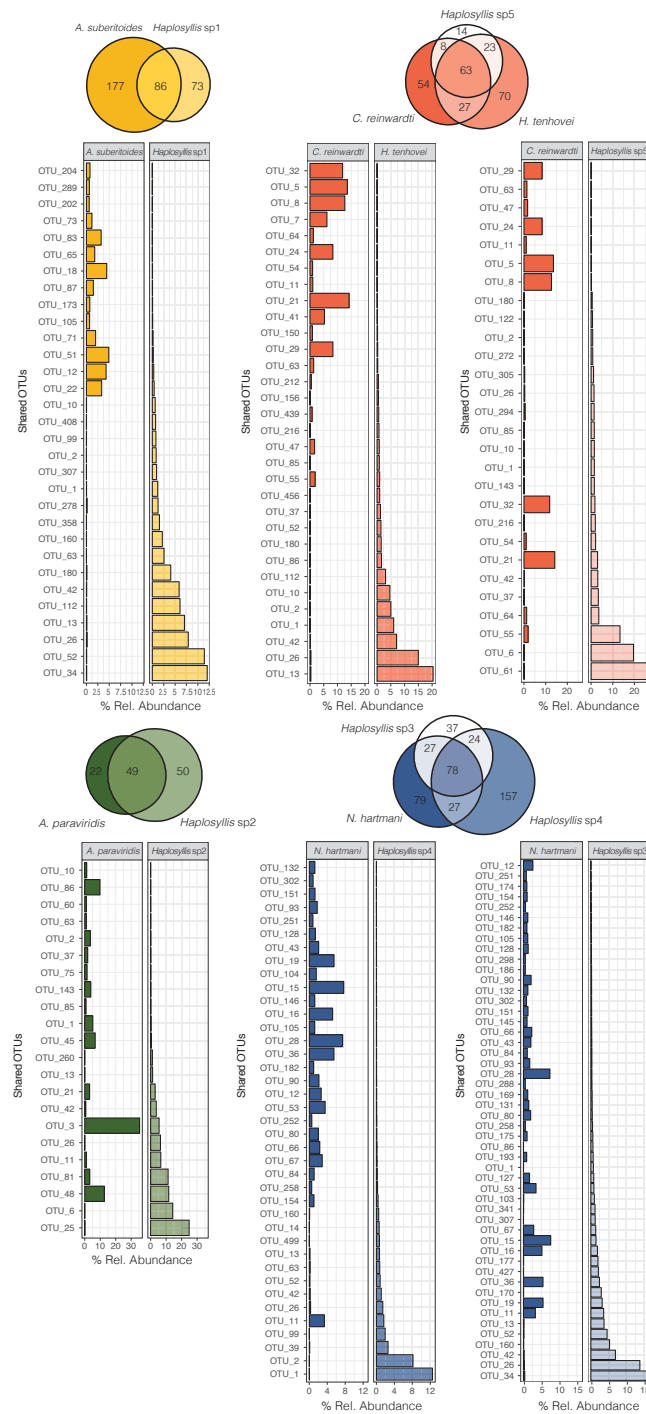 A. suberitoides Haplosyllis sp1
177 86 73
Haplosyllis sp5
14
8 23
63
54 70
27
C. reinwardti H. tenhovei
A. suberitoides Haplosyllis sp1
Shared OTUs
OTU_204
OTU_289
OTU_202
OTU_73
OTU_83
OTU_65
OTU_18
OTU_87
OTU_173
OTU_105
OTU_71
OTU_51
OTU_12
OTU_22
OTU_10
OTU_408
OTU_99
OTU_2
OTU_307
OTU_1
OTU_278
OTU_358
OTU_160
OTU_63
OTU_180
OTU_42
OTU_112
OTU_13
OTU_26
OTU_52
OTU_34
0 2.5 5 7.5 10 12.5 0 2.5 5 7.5 10 12.5
% Rel. Abundance
C. reinwardti H. tenhovei
Shared OTUs
OTU_32
OTU_5
OTU_8
OTU_7
OTU_64
OTU_24
OTU_54
OTU_11
OTU_21
OTU_41
OTU_150
OTU_29
OTU_63
OTU_212
OTU_156
OTU_439
OTU_216
OTU_47
OTU_85
OTU_55
OTU_456
OTU_37
OTU_52
OTU_180
OTU_86
OTU_112
OTU_10
OTU_2
OTU_1
OTU_42
OTU_26
OTU_13
0 5 10 15 20 0 5 10 15 20
% Rel. Abundance
C. reinwardti Haplosyllis sp5
Shared OTUs
OTU_29
OTU_63
OTU_47
OTU_24
OTU_11
OTU_5
OTU_8
OTU_180
OTU_122
OTU_2
OTU_272
OTU_305
OTU_26
OTU_294
OTU_85
OTU_10
OTU_1
OTU_143
OTU_32
OTU_216
OTU_54
OTU_21
OTU_42
OTU_37
OTU_64
OTU_55
OTU_6
OTU_61
0 10 20 0 10 20
% Rel. Abundance
22 49 50
A. paraviridis Haplosyllis sp2
Haplosyllis sp3
37
27 24
78
79 157
27
N. hartmani Haplosyllis sp4
A. paraviridis Haplosyllis sp2
Shared OTUs
OTU_10
OTU_86
OTU_60
OTU_63
OTU_2
OTU_37
OTU_75
OTU_143
OTU_85
OTU_1
OTU_45
OTU_260
OTU_13
OTU_21
OTU_42
OTU_3
OTU_26
OTU_11
OTU_81
OTU_48
OTU_6
OTU_25
0 10 20 30 0 10 20 30
% Rel. Abundance
N. hartmani Haplosyllis sp4
Shared OTUs
OTU_132
OTU_302
OTU_151
OTU_93
OTU_251
OTU_128
OTU_43
OTU_19
OTU_104
OTU_15
OTU_146
OTU_16
OTU_105
OTU_28
OTU_36
OTU_182
OTU_90
OTU_12
OTU_53
OTU_252
OTU_80
OTU_66
OTU_67
OTU_84
OTU_258
OTU_154
OTU_160
OTU_14
OTU_499
OTU_13
OTU_63
OTU_52
OTU_42
OTU_26
OTU_11
OTU_99
OTU_39
OTU_2
OTU_1
0 4 8 12 0 4 8 12
% Rel. Abundance
N. hartmani Haplosyllis sp3
Shared OTUs
OTU_12
OTU_251
OTU_174
OTU_154
OTU_252
OTU_146
OTU_182
OTU_105
OTU_128
OTU_298
OTU_186
OTU_90
OTU_132
OTU_302
OTU_151
OTU_145
OTU_66
OTU_43
OTU_84
OTU_93
OTU_28
OTU_288
OTU_169
OTU_131
OTU_80
OTU_258
OTU_175
OTU_86
OTU_193
OTU_1
OTU_127
OTU_53
OTU_103
OTU_341
OTU_307
OTU_67
OTU_15
OTU_16
OTU_177
OTU_427
OTU_36
OTU_170
OTU_19
OTU_11
OTU_13
OTU_52
OTU_160
OTU_42
OTU_26
OTU_34
0 5 10 15 0 5 10 15
% Rel. Abundance